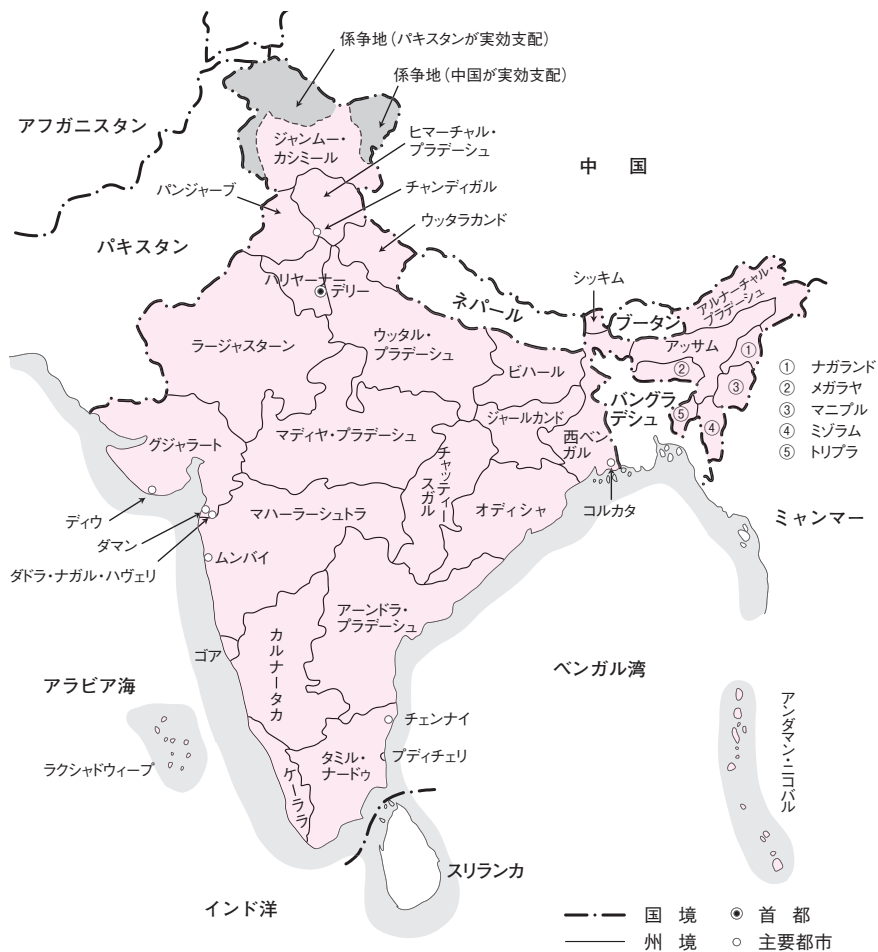 係争地（パキスタンが実効支配）
係争地（中国が実効支配）
アフガニスタン
ジャンムー・
カシミール
ヒマーチャル・
プラデーシュ
中 国
パンジャーブ
チャンディガル
ウッタラカンド
パキスタン
シッキム
ハリヤーナー
デリー
ネパール
ブータン
アルナーチャル・
プラデーシュ
ラージャスターン
ウッタル・
プラデーシュ
アッサム
①
②
③
④
⑤
① ナガランド
② メガラヤ
③ マニプル
④ ミゾラム
⑤ トリプラ
ビハール
バングラ
デシュ
グジャラート
マディヤ・プラデーシュ
ジャールカンド
西ベン
ガル
チャッティー
スガル
オディシャ
コルカタ
ミャンマー
ディウ
ダマン
ダドラ・ナガル・ハヴェリ
マハーラーシュトラ
ムンバイ
アーンドラ・
プラデーシュ
カルナータカ
ゴア
アラビア海
ベンガル湾
チェンナイ
プディチェリ
タミル・
ナードゥ
ケーララ
ラクシャドウィープ
アンダマン・ニコバル
スリランカ
インド洋
国 境
首 都
州 境
主要都市